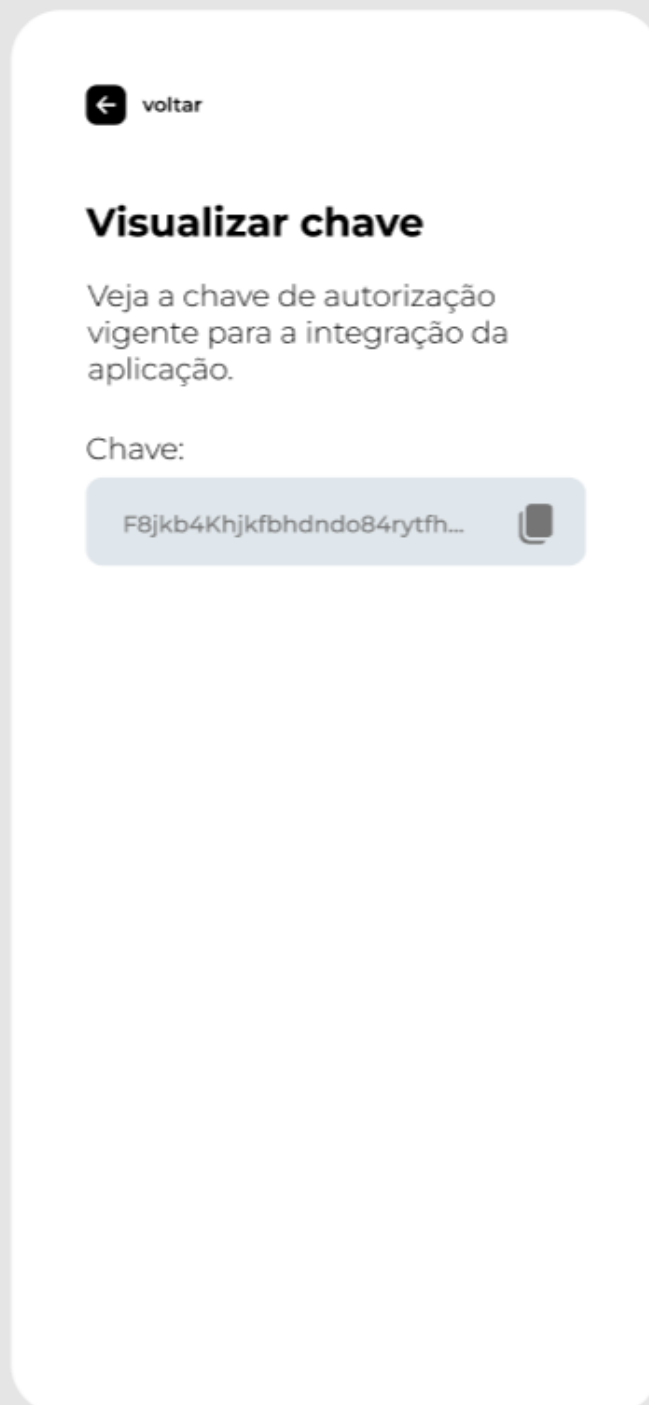 voltar
Visualizar chave
Veja a chave de autorização
vigente para a integração da
aplicação.
Chave:
F8jkb4Khjkfbhdndo84rytfh...